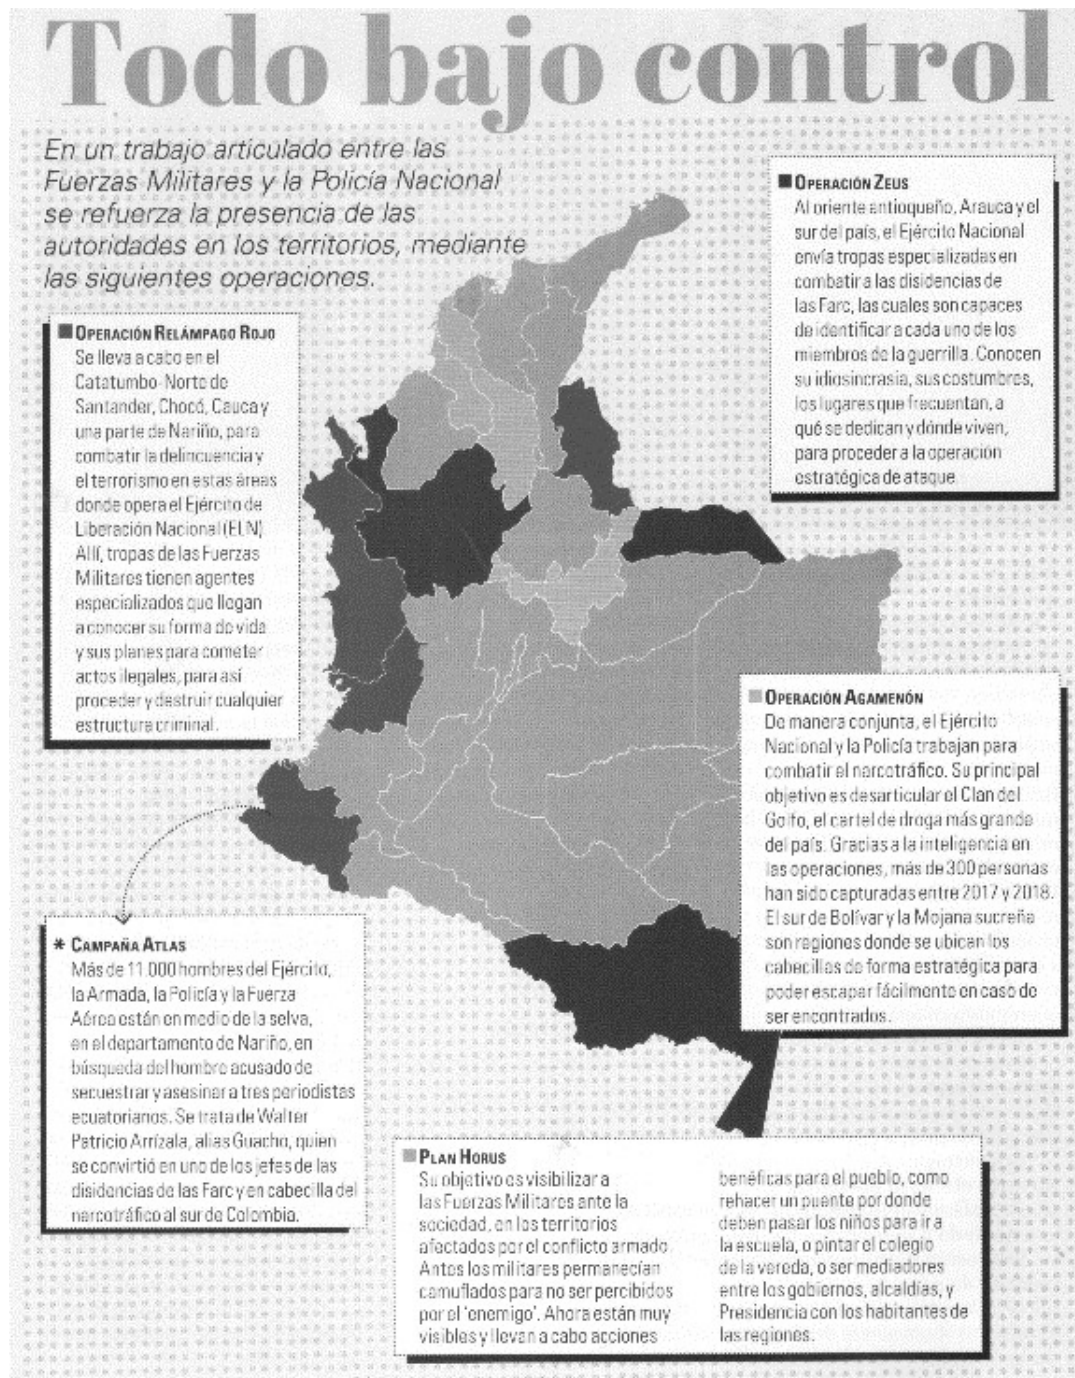 Todo bajo control
En un trabajo articulado entre las
Fuerzas Militares y la Policía Nacional
se refuerza la presencia de las
autoridades en los territorios, mediante
las siguientes operaciones.
OPERACIÓN RELÁMPAGO ROJO
Se lleva a cabo en el
Catatumbo-Norte de
Santander, Chocó, Cauca y
una parte de Nariño, para
combatir la delincuencia y
el terrorismo en estas áreas
donde opera el Ejército de
Liberación Nacional (ELN)
Allí, tropas de las Fuerzas
Militares tienen agentes
especializados que llegan
a conocer su forma de vida
y sus planes para cometer
actos ilegales, para así
proceder y destruir cualquier
estructura criminal.
OPERACIÓN ZEUS
Al oriente antioqueño, Arauca y el
sur del país, el Ejército Nacional
envía tropas especializadas en
combatir a las disidencias de
las Farc, las cuales son capaces
de identificar a cada uno de los
miembros de la guerrilla. Conocen
su idiosincrasia, sus costumbres,
los lugares que frecuentan, a
qué se dedican y dónde viven,
para proceder a la operación
estratégica de ataque
OPERACIÓN AGAMENÓN
De manera conjunta, el Ejército
Nacional y la Policía trabajan para
combatir el narcotráfico. Su principal
objetivo es desarticular el Clan del
Golfo, el cartel de droga más grande
del país. Gracias a la inteligencia en
las operaciones, más de 300 personas
han sido capturadas entre 2017 y 2018.
El sur de Bolívar y la Mojana sucreña
son regiones donde se ubican los
cabecillas de forma estratégica para
poder escapar fácilmente en caso de
ser encontrados.
* CAMPAÑA ATLAS
Más de 11.000 hombres del Ejército,
la Armada, la Policía y la Fuerza
Aérea están en medio de la selva,
en el departamento de Nariño, en
búsqueda del hombre acusado de
secuestrar y asesinar a tres periodistas
ecuatorianos. Se trata de Walter
Patricio Arrízala, alias Guacho, quien
se convirtió en uno de los jefes de las
disidencias de las Farc y en cabecilla del
narcotráfico al sur de Colombia.
PLAN HORUS
Su objetivo es visibilizar a
las Fuerzas Militares ante la
sociedad, en los territorios
afectados por el conflicto armado
Antes los militares permanecían
camuflados para no ser percibidos
por el 'enemigo'. Ahora están muy
visibles y llevan a cabo acciones
benéficas para el pueblo, como
rehacer un puente por donde
deben pasar los niños para ir a
la escuela, o pintar el colegio
de la vereda, o ser mediadores
entre los gobiernos, alcaldías, y
Presidencia con los habitantes de
las regiones.